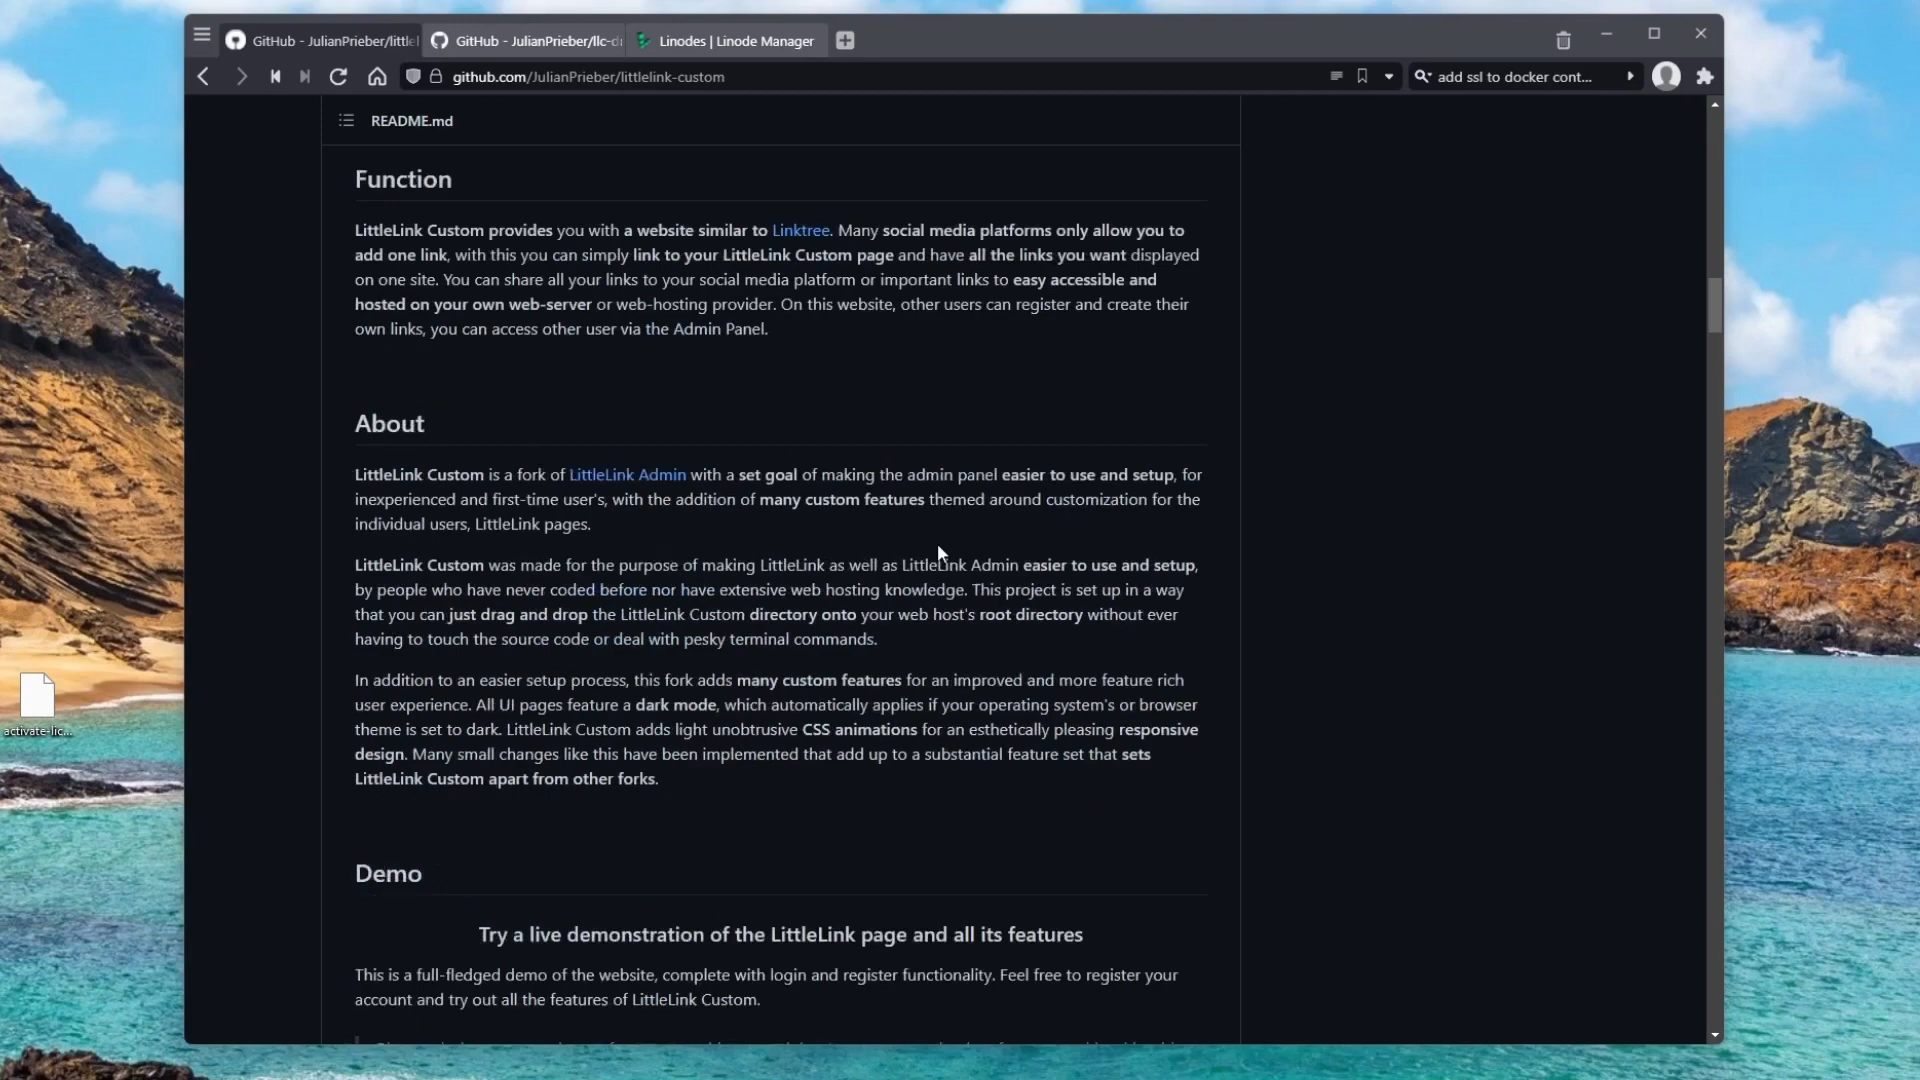 GitHub - JulianPrieber/little
GitHub - JulianPrieber/llc-d
Linodes | Linode Manager
github.com/JulianPrieber/littlelink-custom
add ssl to docker cont...
README.md
Function
LittleLink Custom provides you with a website similar to Linktree. Many social media platforms only allow you to
add one link, with this you can simply link to your LittleLink Custom page and have all the links you want displayed
on one site. You can share all your links to your social media platform or important links to easy accessible and
hosted on your own web-server or web-hosting provider. On this website, other users can register and create their
own links, you can access other user via the Admin Panel.
About
LittleLink Custom is a fork of LittleLink Admin with a set goal of making the admin panel easier to use and setup, for
inexperienced and first-time user's, with the addition of many custom features themed around customization for the
individual users, LittleLink pages.
LittleLink Custom was made for the purpose of making LittleLink as well as LittleLink Admin easier to use and setup,
by people who have never coded before nor have extensive web hosting knowledge. This project is set up in a way
that you can just drag and drop the LittleLink Custom directory onto your web host's root directory without ever
having to touch the source code or deal with pesky terminal commands.
In addition to an easier setup process, this fork adds many custom features for an improved and more feature rich
user experience. All UI pages feature a dark mode, which automatically applies if your operating system's or browser
theme is set to dark. LittleLink Custom adds light unobtrusive CSS animations for an esthetically pleasing responsive
design. Many small changes like this have been implemented that add up to a substantial feature set that sets
LittleLink Custom apart from other forks.
activate-lic...
Demo
Try a live demonstration of the LittleLink page and all its features
This is a full-fledged demo of the website, complete with login and register functionality. Feel free to register your
account and try out all the features of LittleLink Custom.